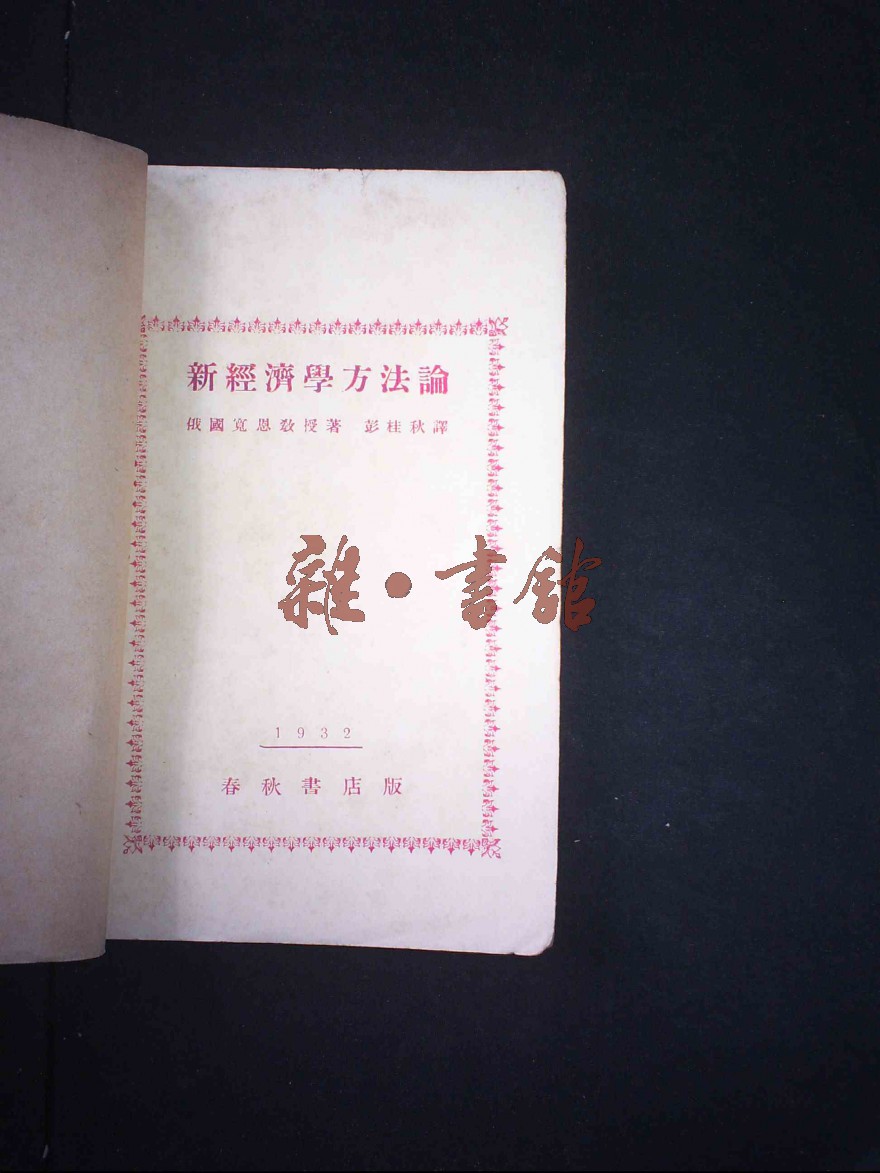 新經濟學方法論
俄國寬恩敎授著 彭桂秋譯
雜·書館
1932
春秋書店版